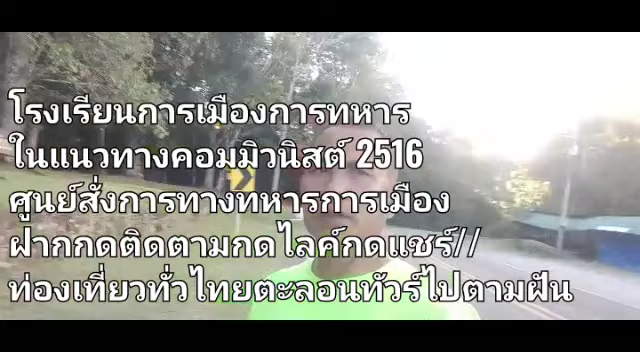 โรงเรียนการเมืองการทหาร
ในแนวทางคอมมิวนิสต์ 2516
ศูนย์สั่งการทางทหารการเมือง
ฝากกดติดตามกดไลค์กดแชร์//
ท่องเที่ยวทั่วไทยตะลอนทัวร์ไปตามฝัน